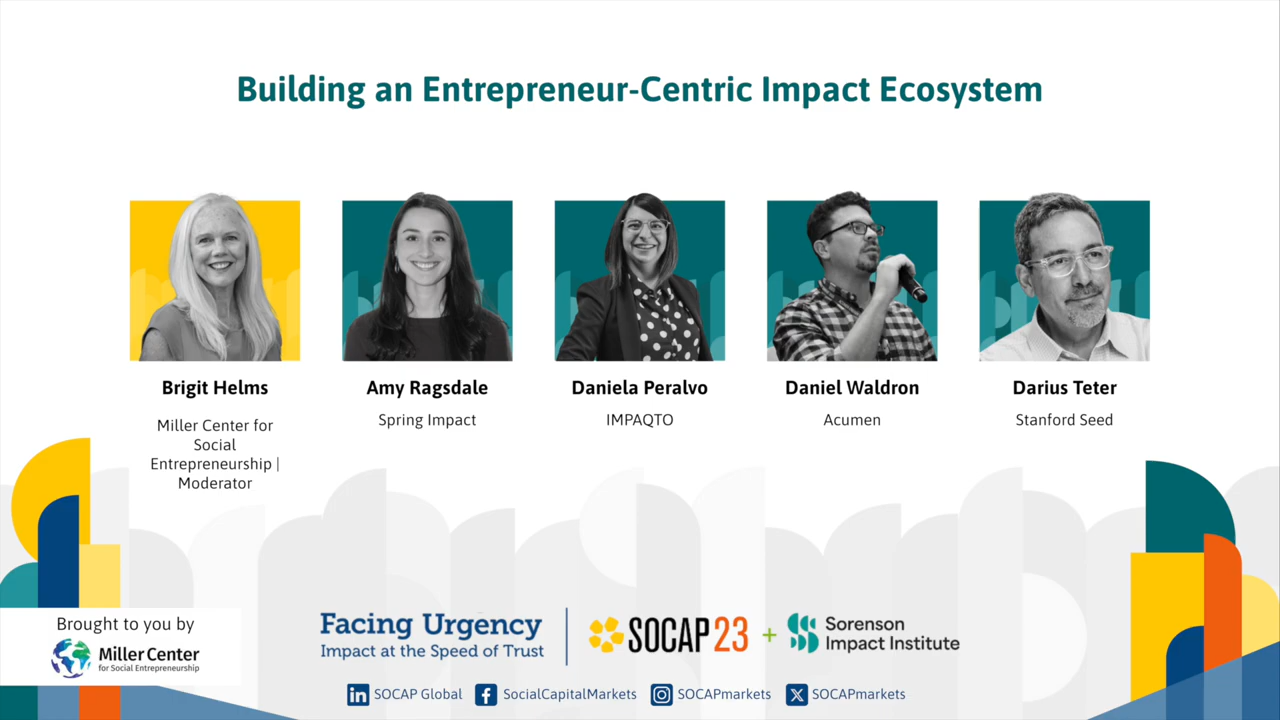 Building an Entrepreneur-Centric Impact Ecosystem
Brigit Helms
Miller Center for
Social
Entrepreneurship |
Moderator
Amy Ragsdale
Spring Impact
Daniela Peralvo
IMPAQTO
Daniel Waldron
Acumen
Darius Teter
Stanford Seed
Brought to you by
Miller Center
for Social Entrepreneurship
Facing Urgency
Impact at the Speed of Trust
SOCAP 23
+
Sorenson
Impact Institute
SOCAP Global
SocialCapitalMarkets
SOCAPmarkets
SOCAPmarkets